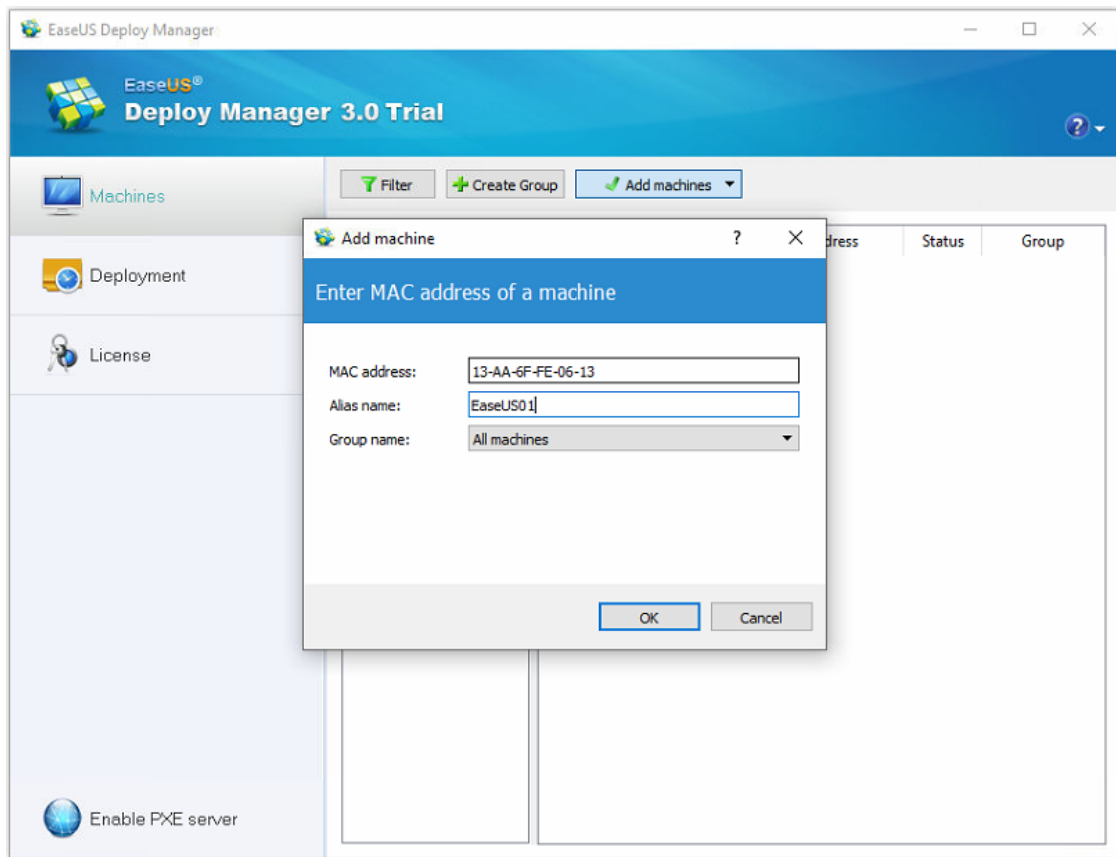 EaseUS Deploy Manager
EaseUS®
Deploy Manager 3.0 Trial
?
Machines
Deployment
License
Enable PXE server
Filter
Create Group
Add machines
Status
Group
Add machine
?
Enter MAC address of a machine
MAC address: 13-AA-6F-FE-06-13
Alias name: EaseUS01
Group name: All machines
OK Cancel